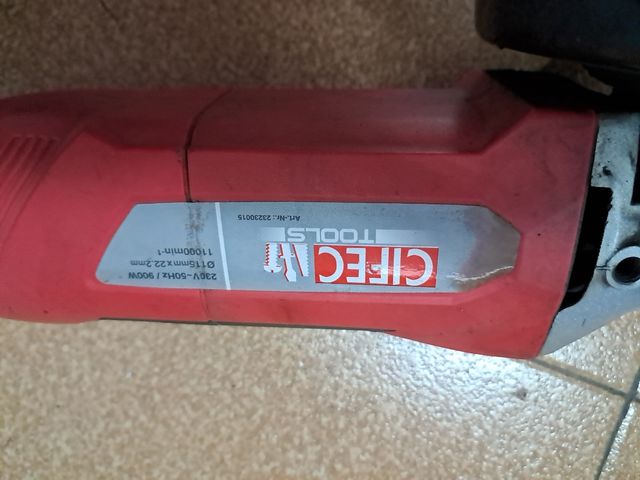 CIFEC
TOOLS
Art.-Nr.: 23230015
230V~50Hz / 900W
Ø115mm x 22.2mm
11000min-1